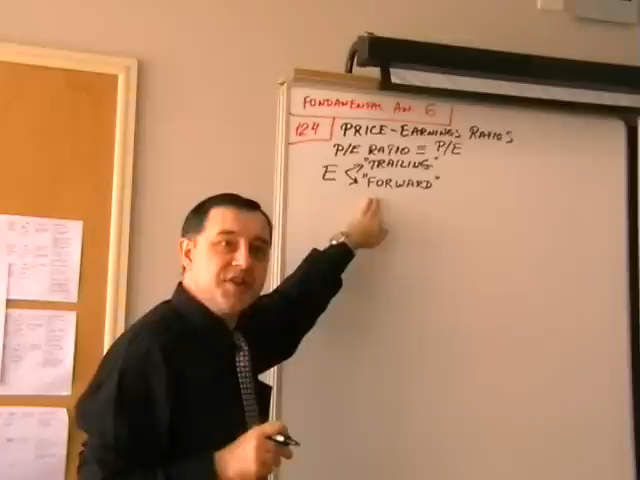 FONDAMENTAL AN 6
124 PRICE-EARNINGS RATIOS
P/E RATIO = P/E
E "TRAILING"
"FORWARD"